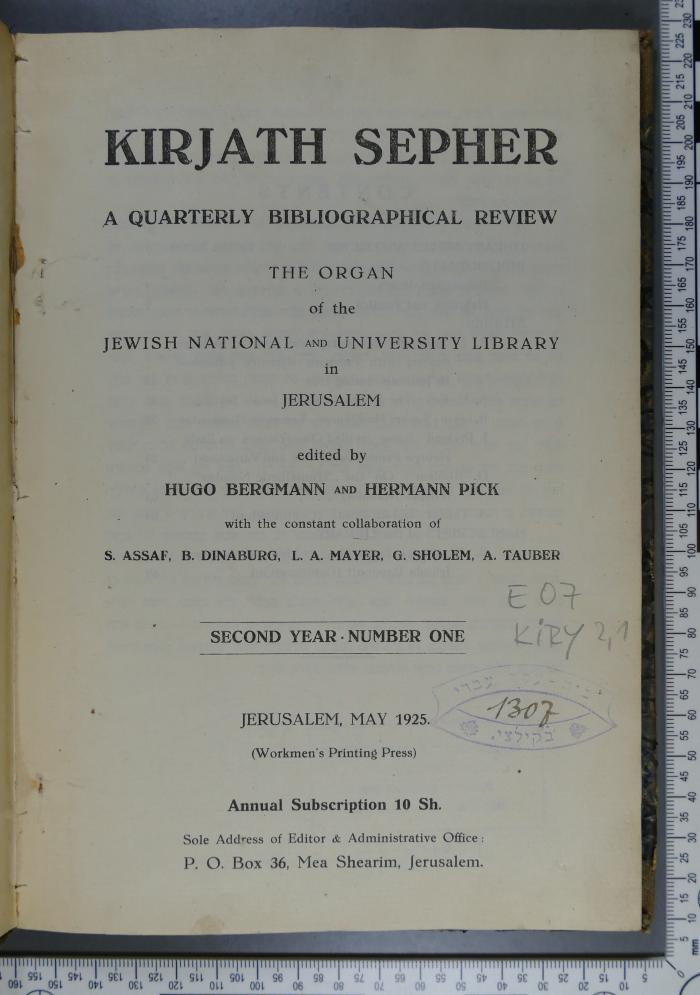 KIRJATH SEPHER
A QUARTERLY BIBLIOGRAPHICAL REVIEW
THE ORGAN
of the
JEWISH NATIONAL AND UNIVERSITY LIBRARY
in
JERUSALEM
edited by
HUGO BERGMANN AND HERMANN PICK
with the constant collaboration of
S. ASSAF, B. DINABURG, L. A. MAYER, G. SHOLEM, A. TAUBER
E 07
KIRY 2,1
SECOND YEAR · NUMBER ONE
עברי
1307
בקילצי.
JERUSALEM, MAY 1925.
(Workmen's Printing Press)
Annual Subscription 10 Sh.
Sole Address of Editor & Administrative Office:
P. O. Box 36, Mea Shearim, Jerusalem.